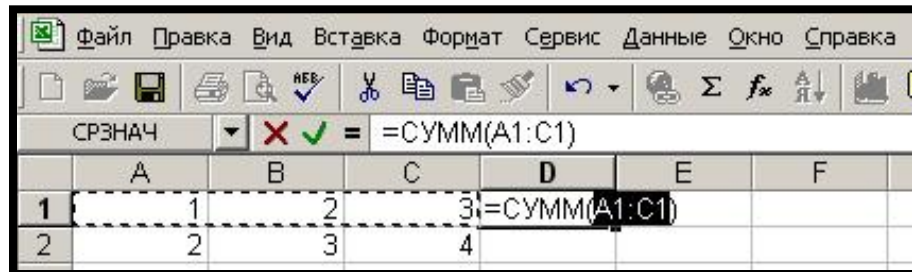 Файл Правка Вид Вставка Формат Сервис Данные Окно Справка
СРЗНАЧ = =СУММ(A1:C1)
A B C D E F
1 1 2 3 =СУММ(A1:C1)
2 2 3 4